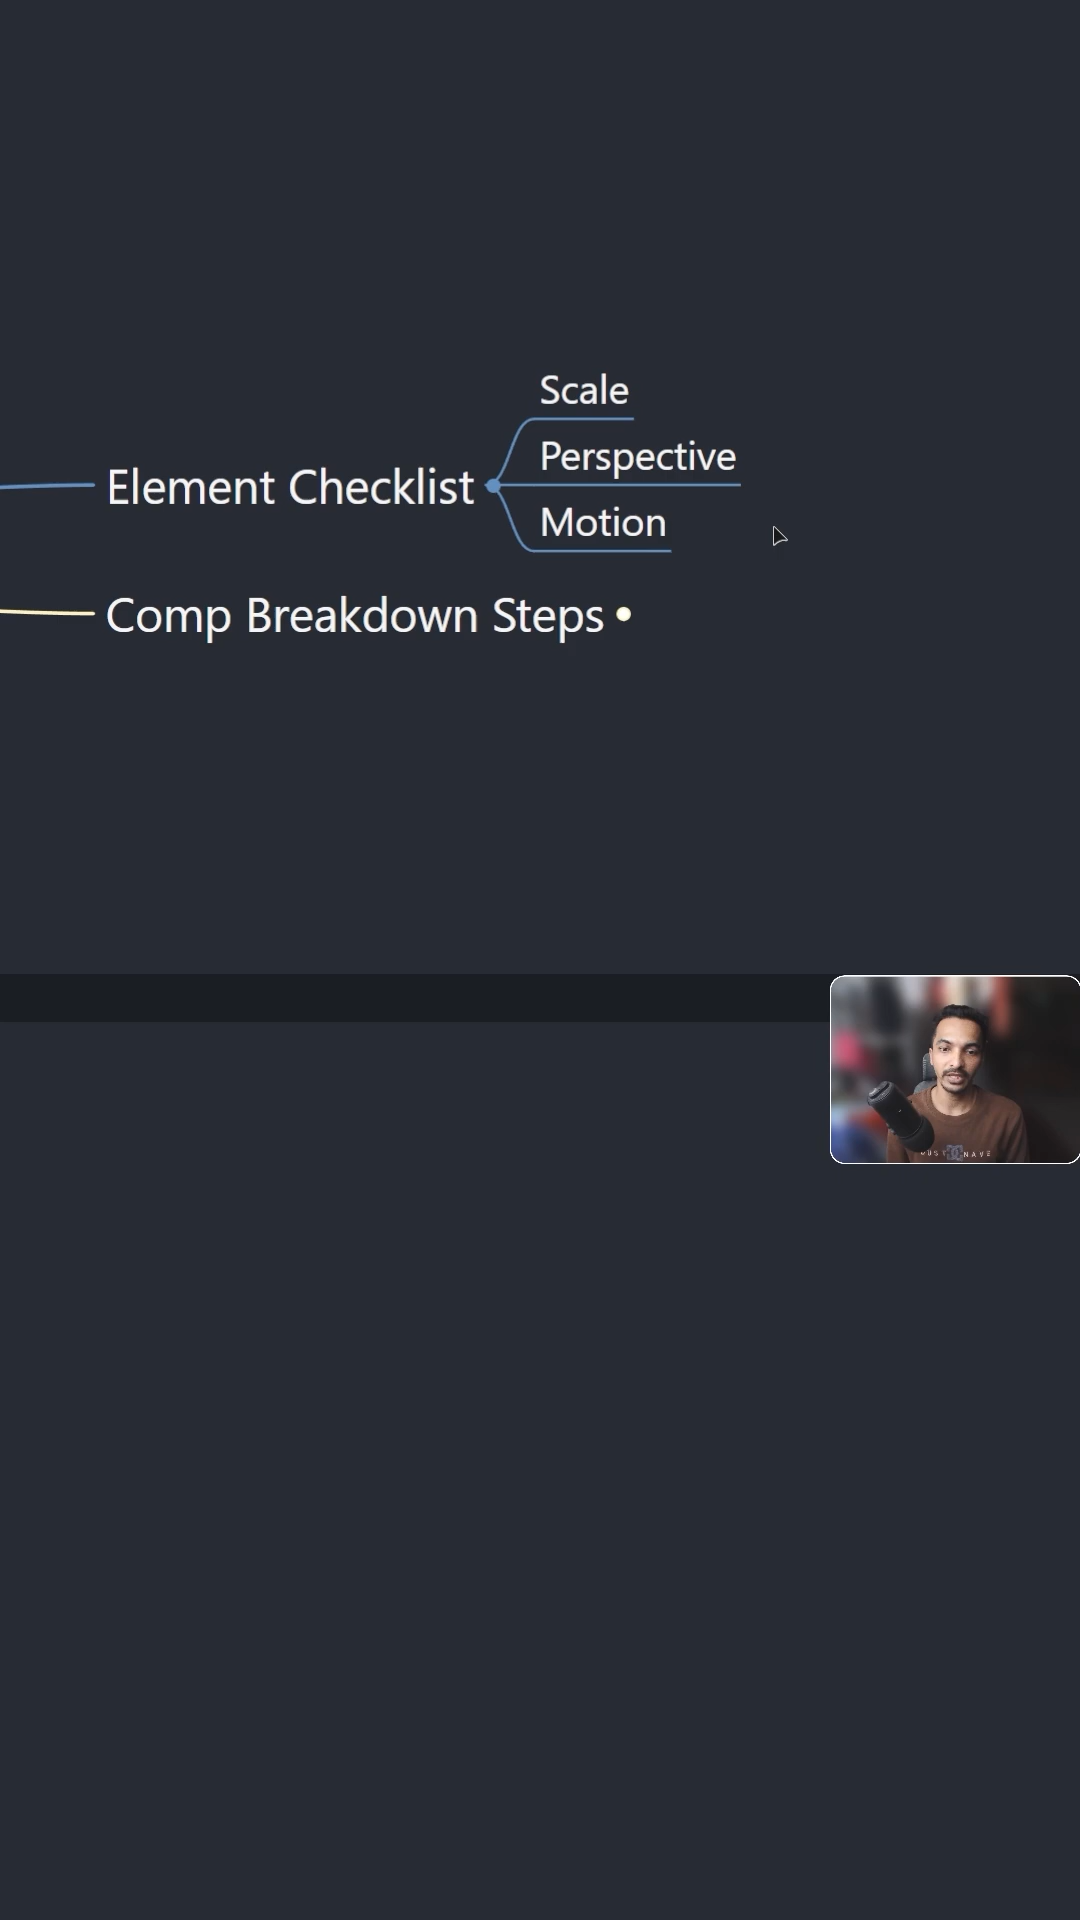 Scale
Perspective
Element Checklist
Motion
Comp Breakdown Steps